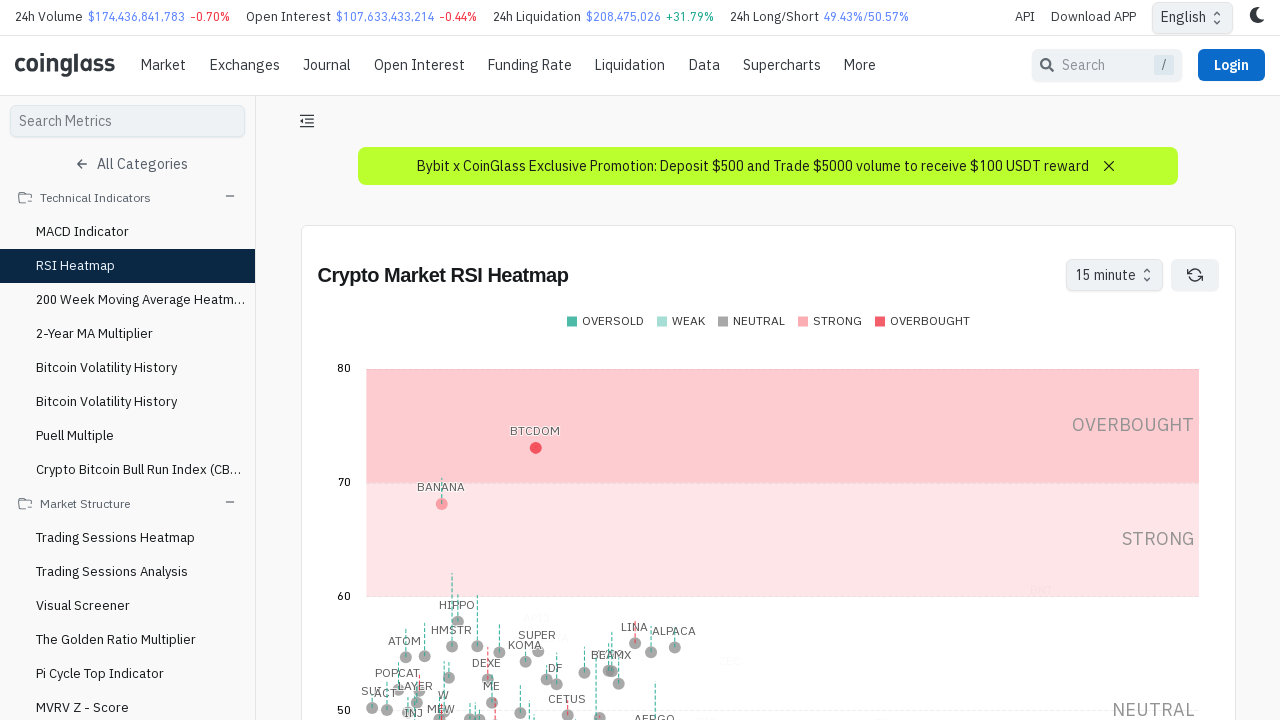 24h Volume $174,436,841,783 -0.70% Open Interest $107,633,433,214 -0.44% 24h Liquidation $208,475,026 +31.79% 24h Long/Short 49.43%/50.57% API Download APP English
coinglass Market Exchanges Journal Open Interest Funding Rate Liquidation Data Supercharts More Search / Login
Search Metrics
All Categories
Technical Indicators
MACD Indicator
RSI Heatmap
200 Week Moving Average Heatm...
2-Year MA Multiplier
Bitcoin Volatility History
Bitcoin Volatility History
Puell Multiple
Crypto Bitcoin Bull Run Index (CB...
Market Structure
Trading Sessions Heatmap
Trading Sessions Analysis
Visual Screener
The Golden Ratio Multiplier
Pi Cycle Top Indicator
MVRV Z - Score
Bybit x CoinGlass Exclusive Promotion: Deposit $500 and Trade $5000 volume to receive $100 USDT reward
Crypto Market RSI Heatmap 15 minute
OVERSOLD WEAK NEUTRAL STRONG OVERBOUGHT
80
OVERBOUGHT
BTCDOM
70
BANANA
STRONG
60
HIPPO
HMSTR LINA ALPACA
ATOM SUPER
KOMA
BEAMX
DEXE DF
POPCAT
LAYER ME
ACT
W CETUS
MEW
INJ
50 NEUTRAL
AERGO